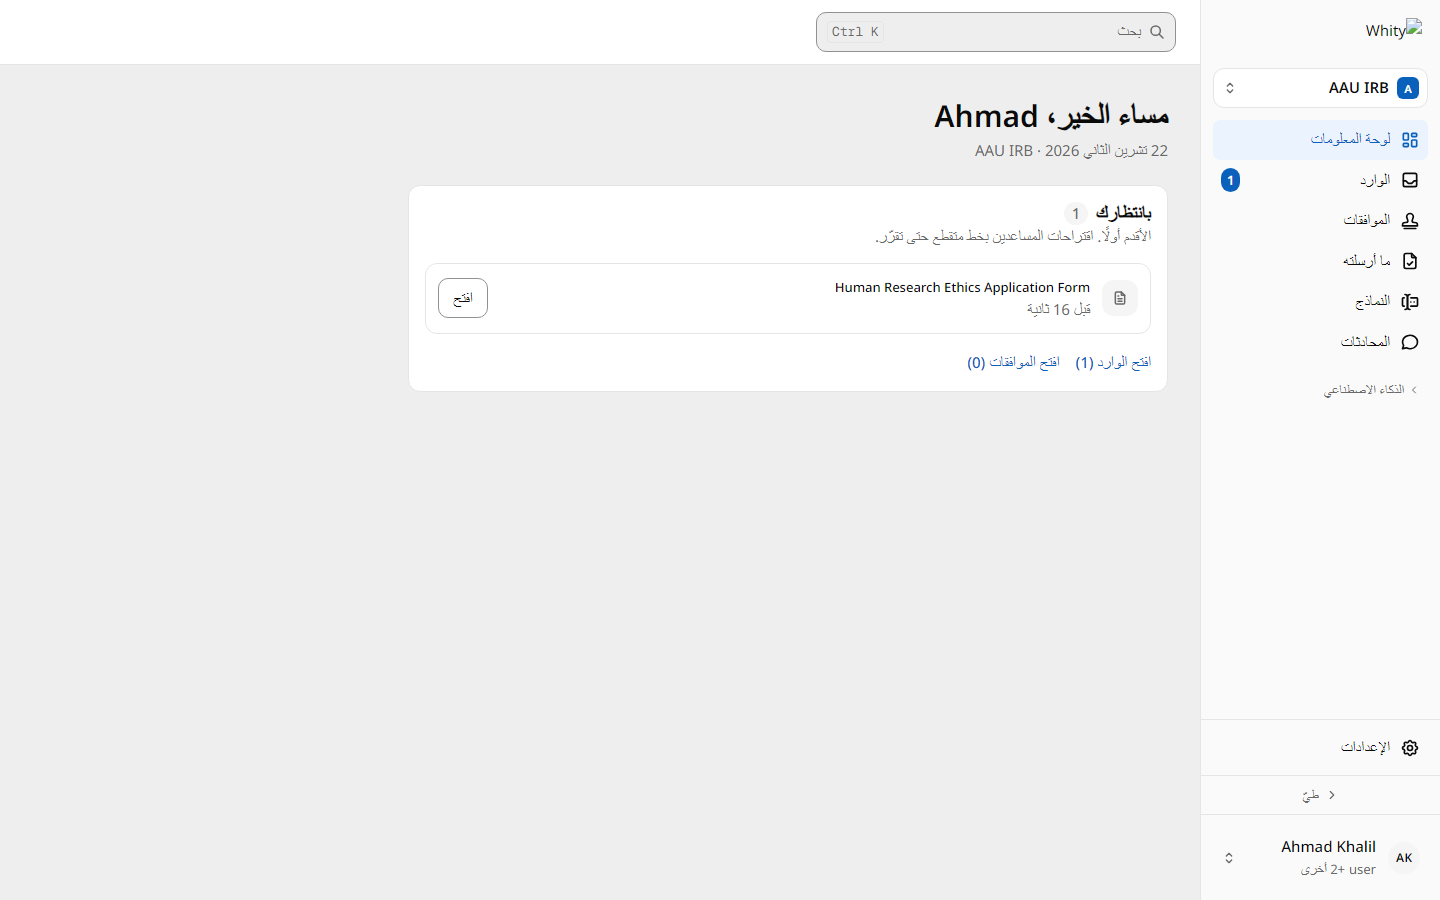 Whity
AAU IRB
A
لوحة المعلومات
الوارد
1
الموافقات
ما أرسلته
النماذج
المحادثات
الذكاء الاصطناعي
الإعدادات
طيّ
AK
Ahmad Khalil
user +2 أخرى
بحث
Ctrl K
مساء الخير، Ahmad
22 تشرين الثاني 2026 · AAU IRB
بانتظارك 1
الأقدم أولًا. اقتراحات المساعدين بخط متقطع حتى تقرّر.
Human Research Ethics Application Form
قبل 16 ثانية
افتح
افتح الوارد (1) افتح الموافقات (0)